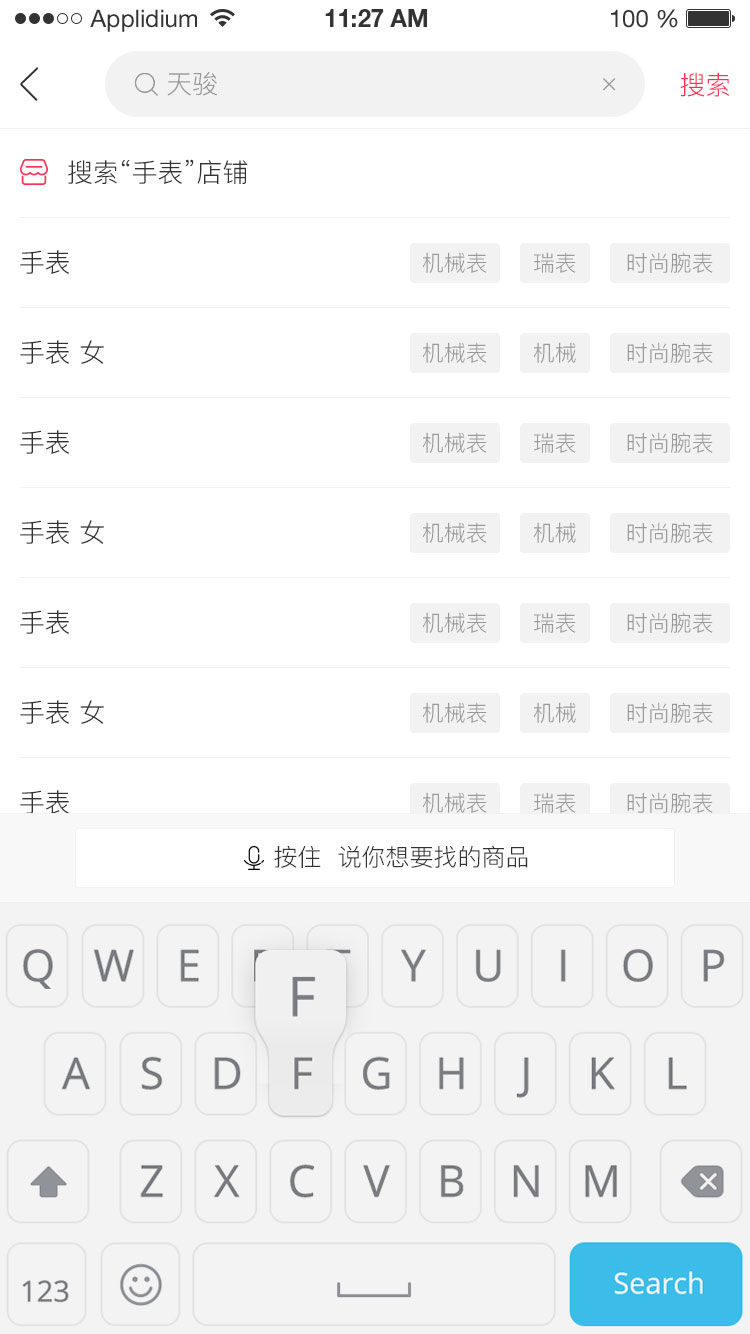 Applidium 11:27 AM 100 %
天骏 × 搜索
搜索“手表”店铺
手表 机械表 瑞表 时尚腕表
手表 女 机械表 机械 时尚腕表
手表 机械表 瑞表 时尚腕表
手表 女 机械表 机械 时尚腕表
手表 机械表 瑞表 时尚腕表
手表 女 机械表 机械 时尚腕表
手表 机械表 瑞表 时尚腕表
按住 说你想要找的商品
Q W E Y U I O P
F
A S D F G H J K L
Z X C V B N M
123 Search